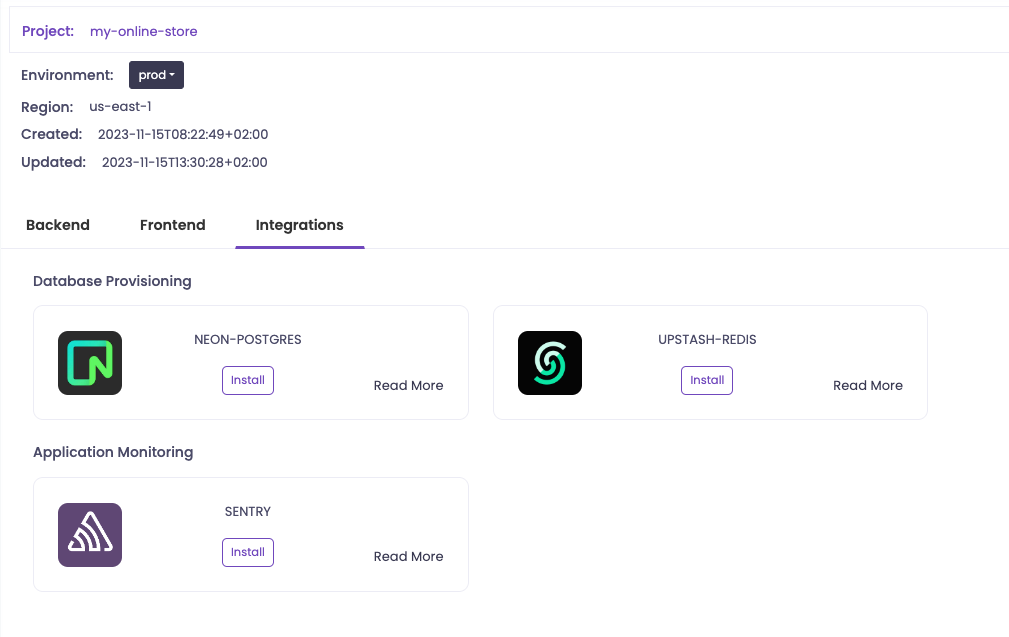 Project: my-online-store
Environment: prod
Region: us-east-1
Created: 2023-11-15T08:22:49+02:00
Updated: 2023-11-15T13:30:28+02:00
Backend Frontend Integrations
Database Provisioning
NEON-POSTGRES
Install
Read More
UPSTASH-REDIS
Install
Read More
Application Monitoring
SENTRY
Install
Read More